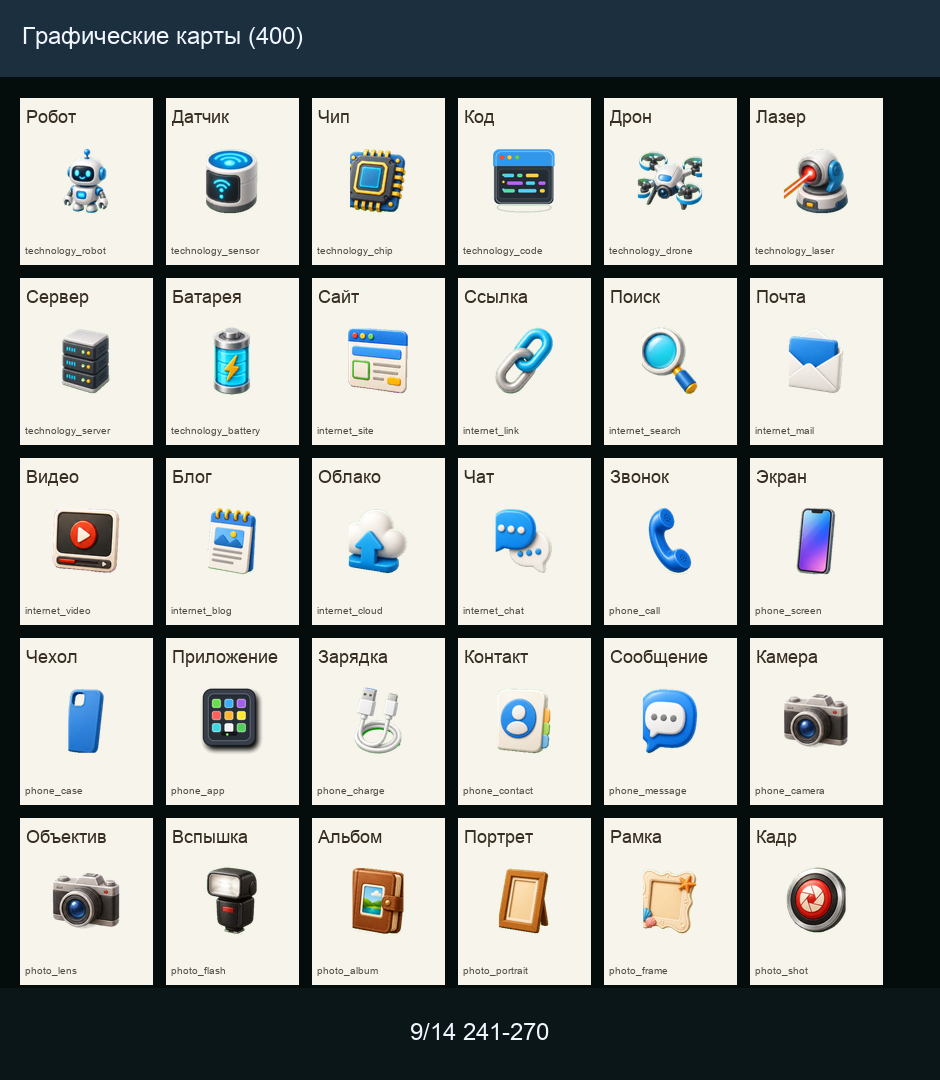 Графические карты (400)
Робот
Датчик
Чип
Код
Дрон
Лазер
technology_robot
technology_sensor
technology_chip
technology_code
technology_drone
technology_laser
Сервер
Батарея
Сайт
Ссылка
Поиск
Почта
technology_server
technology_battery
internet_site
internet_link
internet_search
internet_mail
Видео
Блог
Облако
Чат
Звонок
Экран
internet_video
internet_blog
internet_cloud
internet_chat
phone_call
phone_screen
Чехол
Приложение
Зарядка
Контакт
Сообщение
Камера
phone_case
phone_app
phone_charge
phone_contact
phone_message
phone_camera
Объектив
Вспышка
Альбом
Портрет
Рамка
Кадр
photo_lens
photo_flash
photo_album
photo_portrait
photo_frame
photo_shot
9/14 241-270